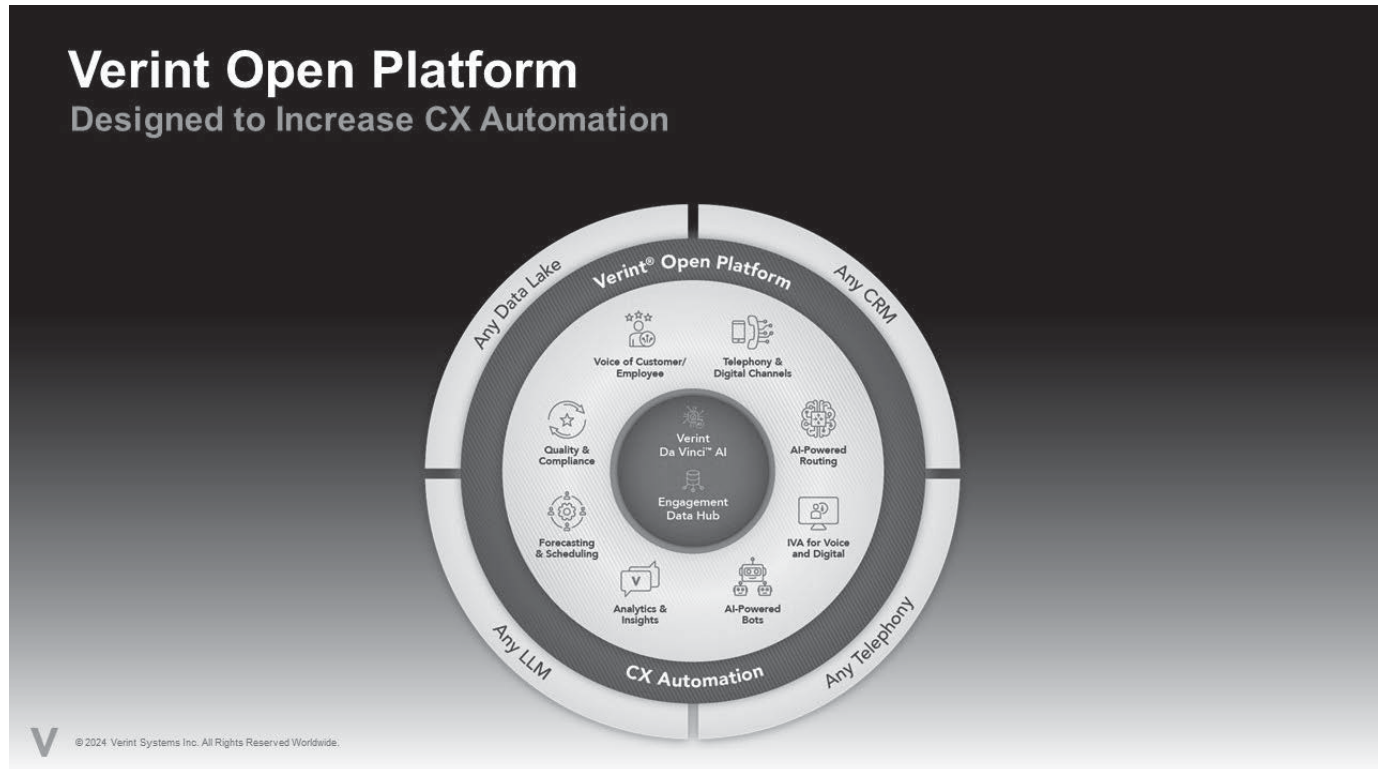 Verint Open Platform
Designed to Increase CX Automation
Any Data Lake
Any CRM
Verint® Open Platform
Voice of Customer/
Employee
Telephony &
Digital Channels
Quality &
Compliance
Verint
Da Vinci™ AI
AI-Powered
Routing
Engagement
Data Hub
Forecasting
& Scheduling
IVA for Voice
and Digital
V
Analytics &
Insights
AI-Powered
Bots
Any LLM
CX Automation
Any Telephony
V
© 2024 Verint Systems Inc. All Rights Reserved Worldwide.